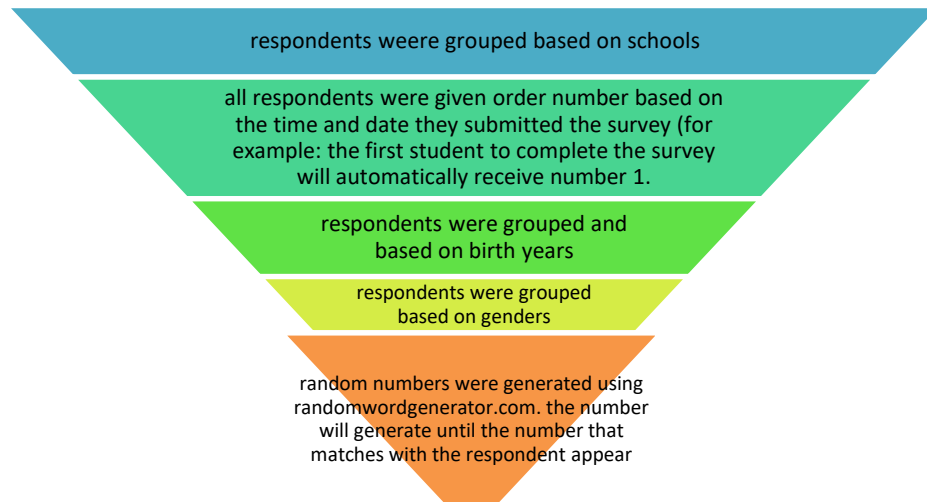 respondents weere grouped based on schools
all respondents were given order number based on
the time and date they submitted the survey (for
example: the first student to complete the survey
will automatically receive number 1.
respondents were grouped and
based on birth years
respondents were grouped
based on genders
random numbers were generated using
randomwordgenerator.com. the number
will generate until the number that
matches with the respondent appear